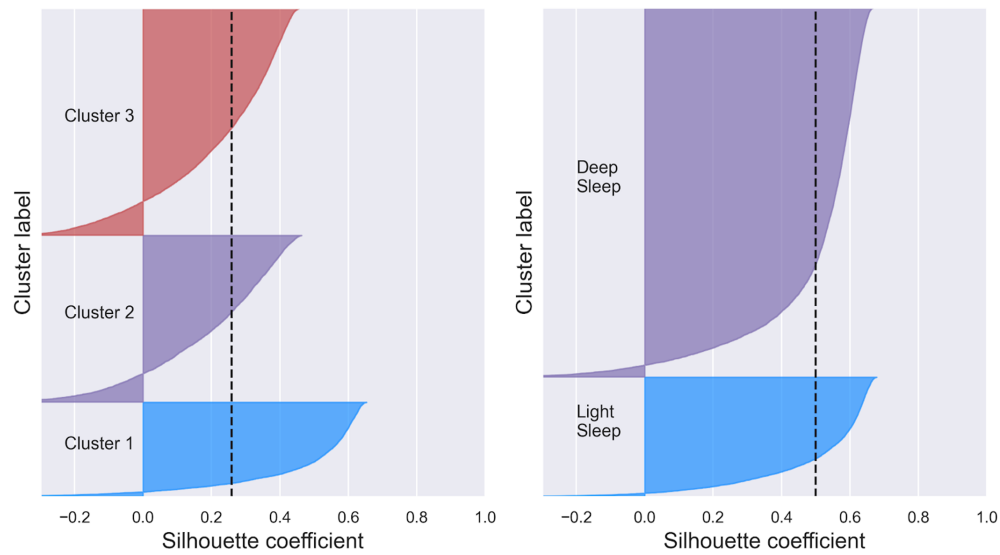 Cluster label
Cluster 3
Cluster 2
Cluster 1
−0.2 0.0 0.2 0.4 0.6 0.8 1.0
Silhouette coefficient
Cluster label
Deep
Sleep
Light
Sleep
−0.2 0.0 0.2 0.4 0.6 0.8 1.0
Silhouette coefficient